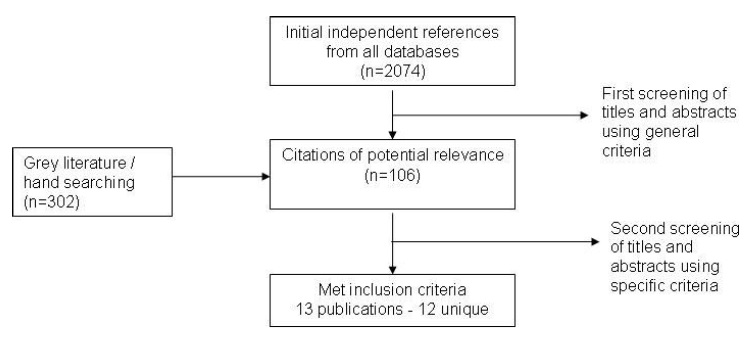 Initial independent references
from all databases
(n=2074)
First screening of
titles and abstracts
using general
criteria
Grey literature /
hand searching
(n=302)
Citations of potential relevance
(n=106)
Second screening
of titles and
abstracts using
specific criteria
Met inclusion criteria
13 publications - 12 unique